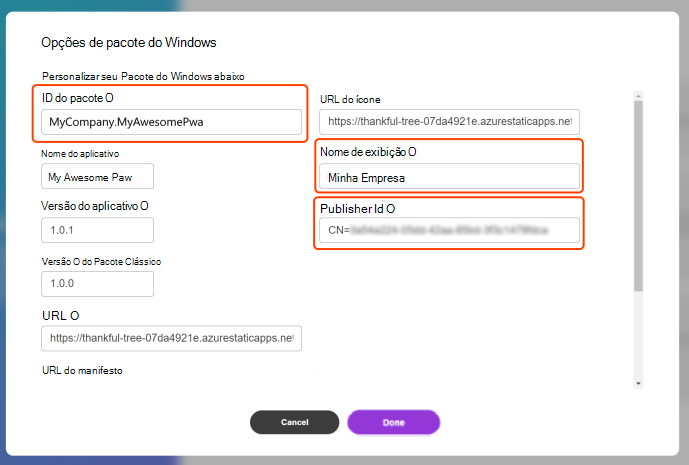 Opções de pacote do Windows
Personalizar seu Pacote do Windows abaixo
ID do pacote O
MyCompany.MyAwesomePwa
Nome do aplicativo
My Awesome Paw
Versão do aplicativo O
1.0.1
Versão O do Pacote Clássico
1.0.0
URL O
https://thankful-tree-07da4921e.azurestaticapps.net
URL do manifesto
URL do ícone
https://thankful-tree-07da4921e.azurestaticapps.net
Nome de exibição O
Minha Empresa
Publisher Id O
CN=
Cancel
Done